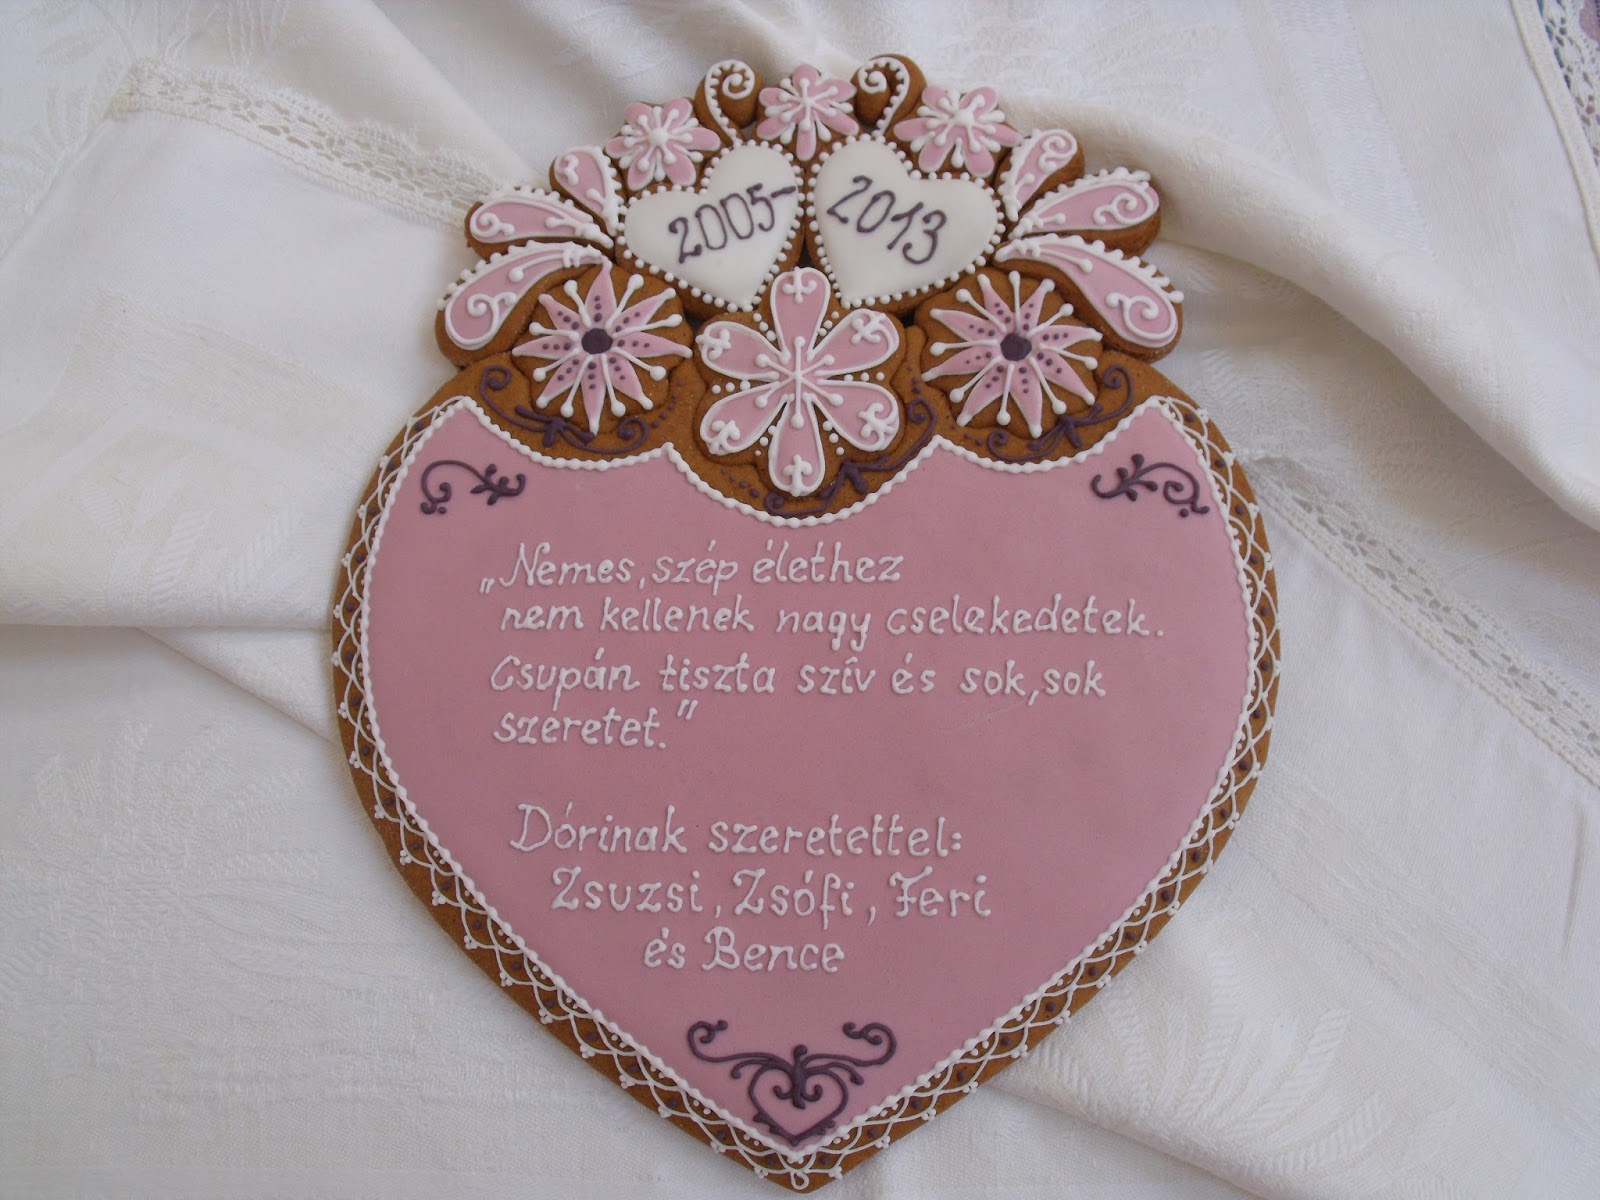 2005- 2013
„Nemes, szép élethez
nem kellenek nagy cselekedetek.
Csupán tiszta szív és sok, sok
szeretet.”
Dórinak szeretettel:
Zsuzsi, Zsófi, Feri
és Bence